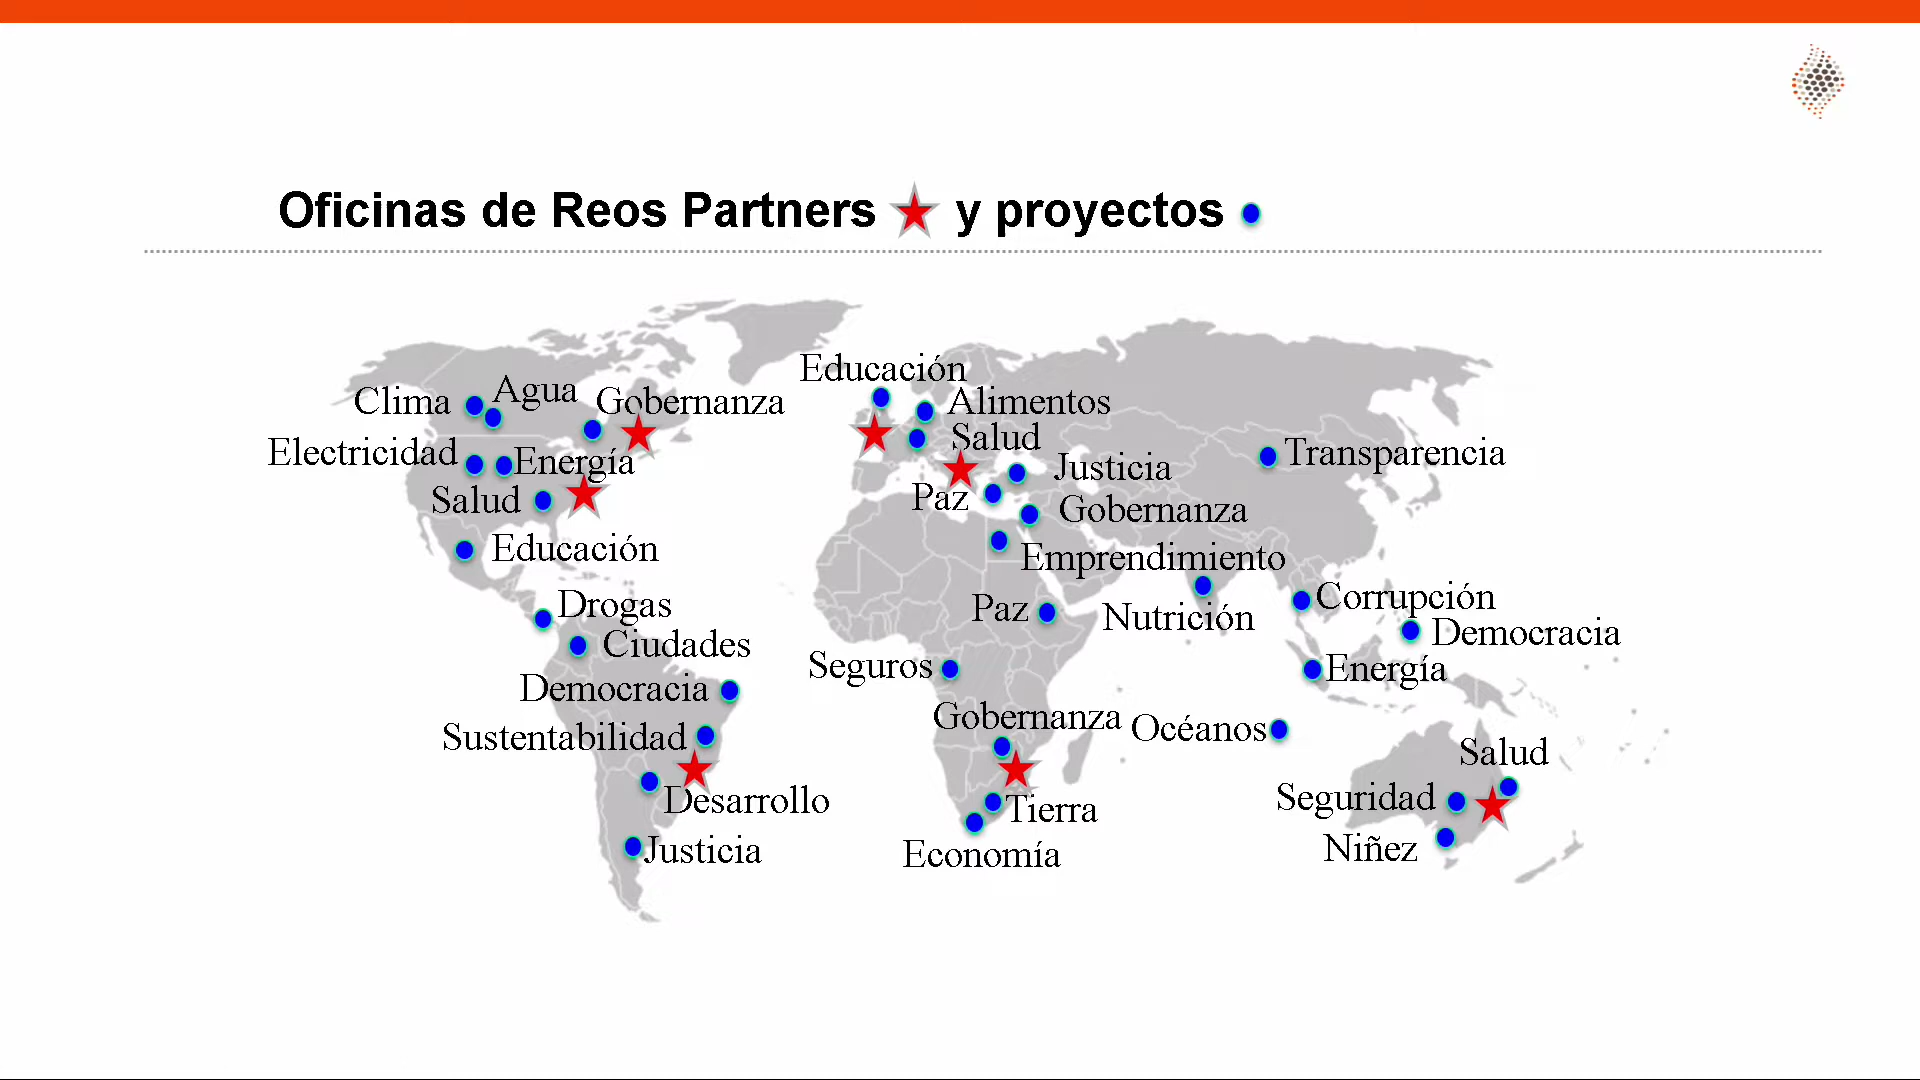 Oficinas de Reos Partners y proyectos
Educación
Clima
Agua
Gobernanza
Alimentos
Salud
Electricidad
Energía
Justicia
Transparencia
Salud
Paz
Gobernanza
Educación
Emprendimiento
Drogas
Paz
Nutrición
Corrupción
Ciudades
Democracia
Seguros
Energía
Democracia
Gobernanza
Océanos
Sustentabilidad
Salud
Desarrollo
Tierra
Seguridad
Justicia
Economía
Niñez